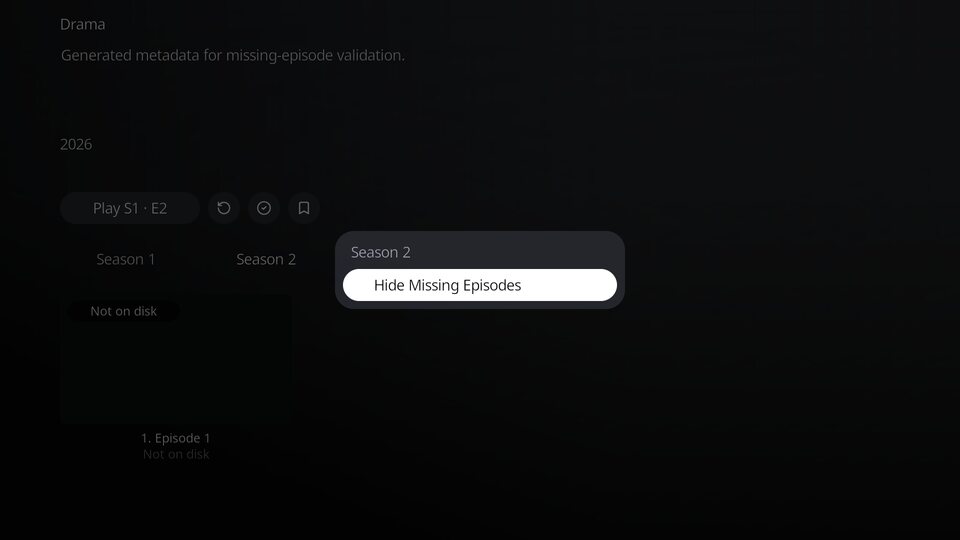 Drama
Generated metadata for missing-episode validation.
2026
Play S1 · E2
Season 1
Season 2
Season 2
Hide Missing Episodes
Not on disk
1. Episode 1
Not on disk